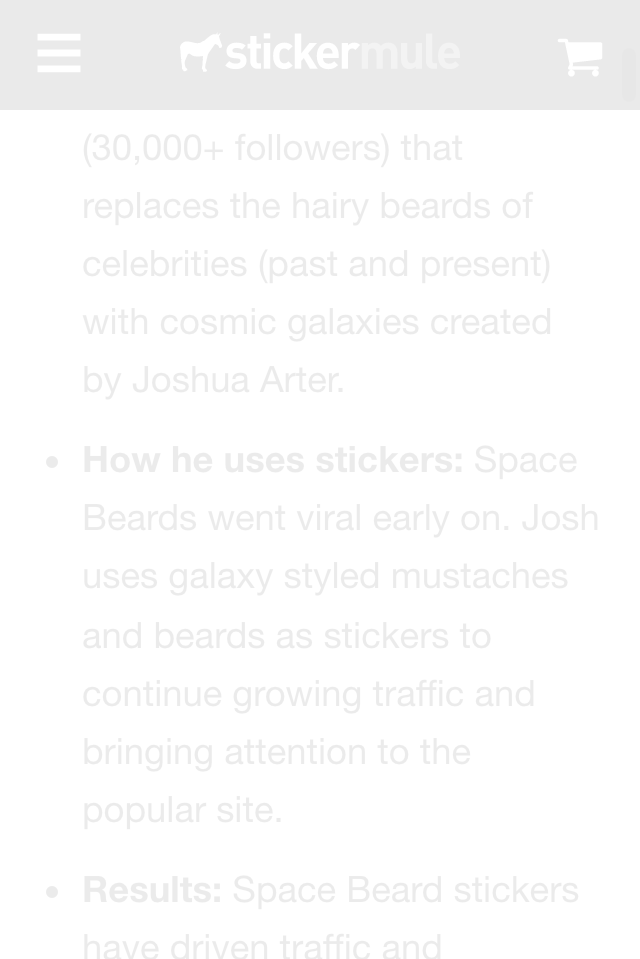 stickermule
(30,000+ followers) that
replaces the hairy beards of
celebrities (past and present)
with cosmic galaxies created
by Joshua Arter.
• How he uses stickers: Space
Beards went viral early on. Josh
uses galaxy styled mustaches
and beards as stickers to
continue growing traffic and
bringing attention to the
popular site.
• Results: Space Beard stickers
have driven traffic and